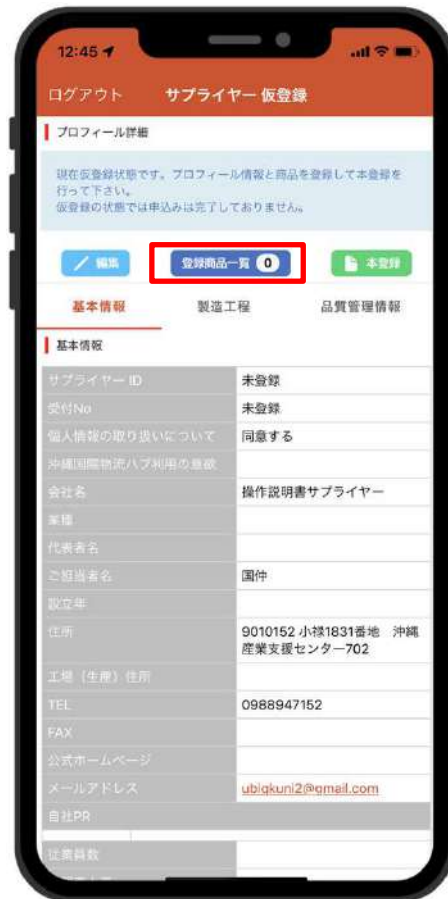 12:45
ログアウト サプライヤー 仮登録
プロフィール詳細
現在仮登録状態です。プロフィール情報と商品を登録して本登録を
行って下さい。
仮登録の状態では申込みは完了しておりません。
編集 登録商品一覧 0 本登録
基本情報 製造工程 品質管理情報
基本情報
サプライヤー ID 未登録
受付No 未登録
個人情報の取り扱いについて 同意する
沖縄国際物流ハブ利用の意欲
会社名 操作説明書サプライヤー
業種
代表者名
ご担当者名 国仲
設立年
住所 9010152 小禄1831番地 沖縄
産業支援センター702
工場（生産）住所
TEL 0988947152
FAX
公式ホームページ
メールアドレス ubiqkuni2@gmail.com
自社PR
従業員数